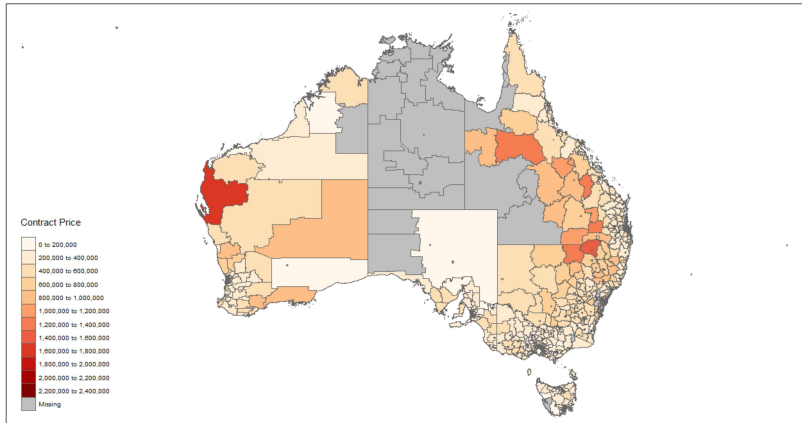 Contract Price
0 to 200,000
200,000 to 400,000
400,000 to 600,000
600,000 to 800,000
800,000 to 1,000,000
1,000,000 to 1,200,000
1,200,000 to 1,400,000
1,400,000 to 1,600,000
1,600,000 to 1,800,000
1,800,000 to 2,000,000
2,000,000 to 2,200,000
2,200,000 to 2,400,000
Missing